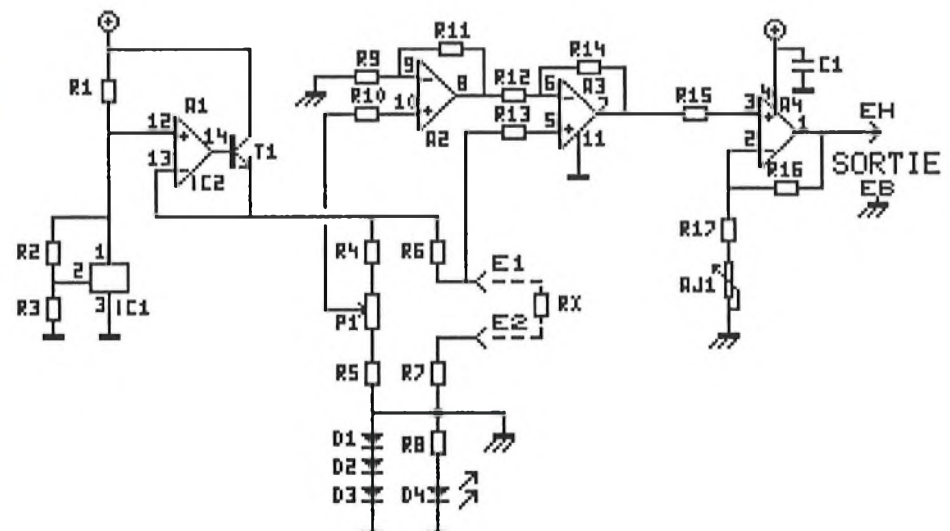 R1
R2
R3
1
2
3
IC1
A1
12
13
14
IC2
T1
R4
R5
P1
R6
R7
R8
D1
D2
D3
D4
E1
E2
RX
R9
R10
R11
9
10
8
A2
R12
R13
R14
6
5
7
11
A3
R15
3
2
4
1
A4
C1
R16
R17
AJ1
EH
SORTIE
EB